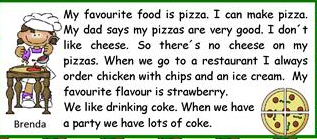 My favourite food is pizza. I can make pizza.
My dad says my pizzas are very good. I don´t
like cheese. So there´s no cheese on my
pizzas. When we go to a restaurant I always
order chicken with chips and an ice cream. My
favourite flavour is strawberry.
We like drinking coke. When we have
a party we have lots of coke.
Brenda